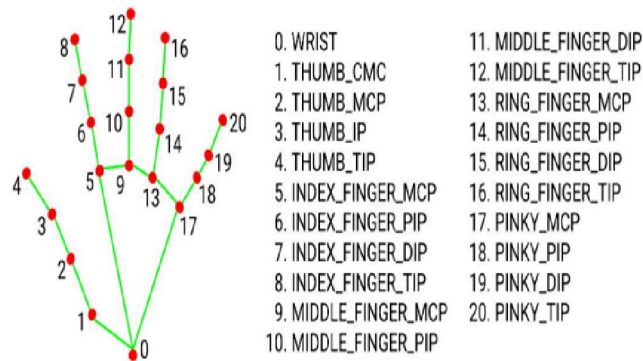 12
8
16
11
7
15
20
6
10
14
19
4
5
9
13
18
3
17
2
1
0
0. WRIST
1. THUMB_CMC
2. THUMB_MCP
3. THUMB_IP
4. THUMB_TIP
5. INDEX_FINGER_MCP
6. INDEX_FINGER_PIP
7. INDEX_FINGER_DIP
8. INDEX_FINGER_TIP
9. MIDDLE_FINGER_MCP
10. MIDDLE_FINGER_PIP
11. MIDDLE_FINGER_DIP
12. MIDDLE_FINGER_TIP
13. RING_FINGER_MCP
14. RING_FINGER_PIP
15. RING_FINGER_DIP
16. RING_FINGER_TIP
17. PINKY_MCP
18. PINKY_PIP
19. PINKY_DIP
20. PINKY_TIP